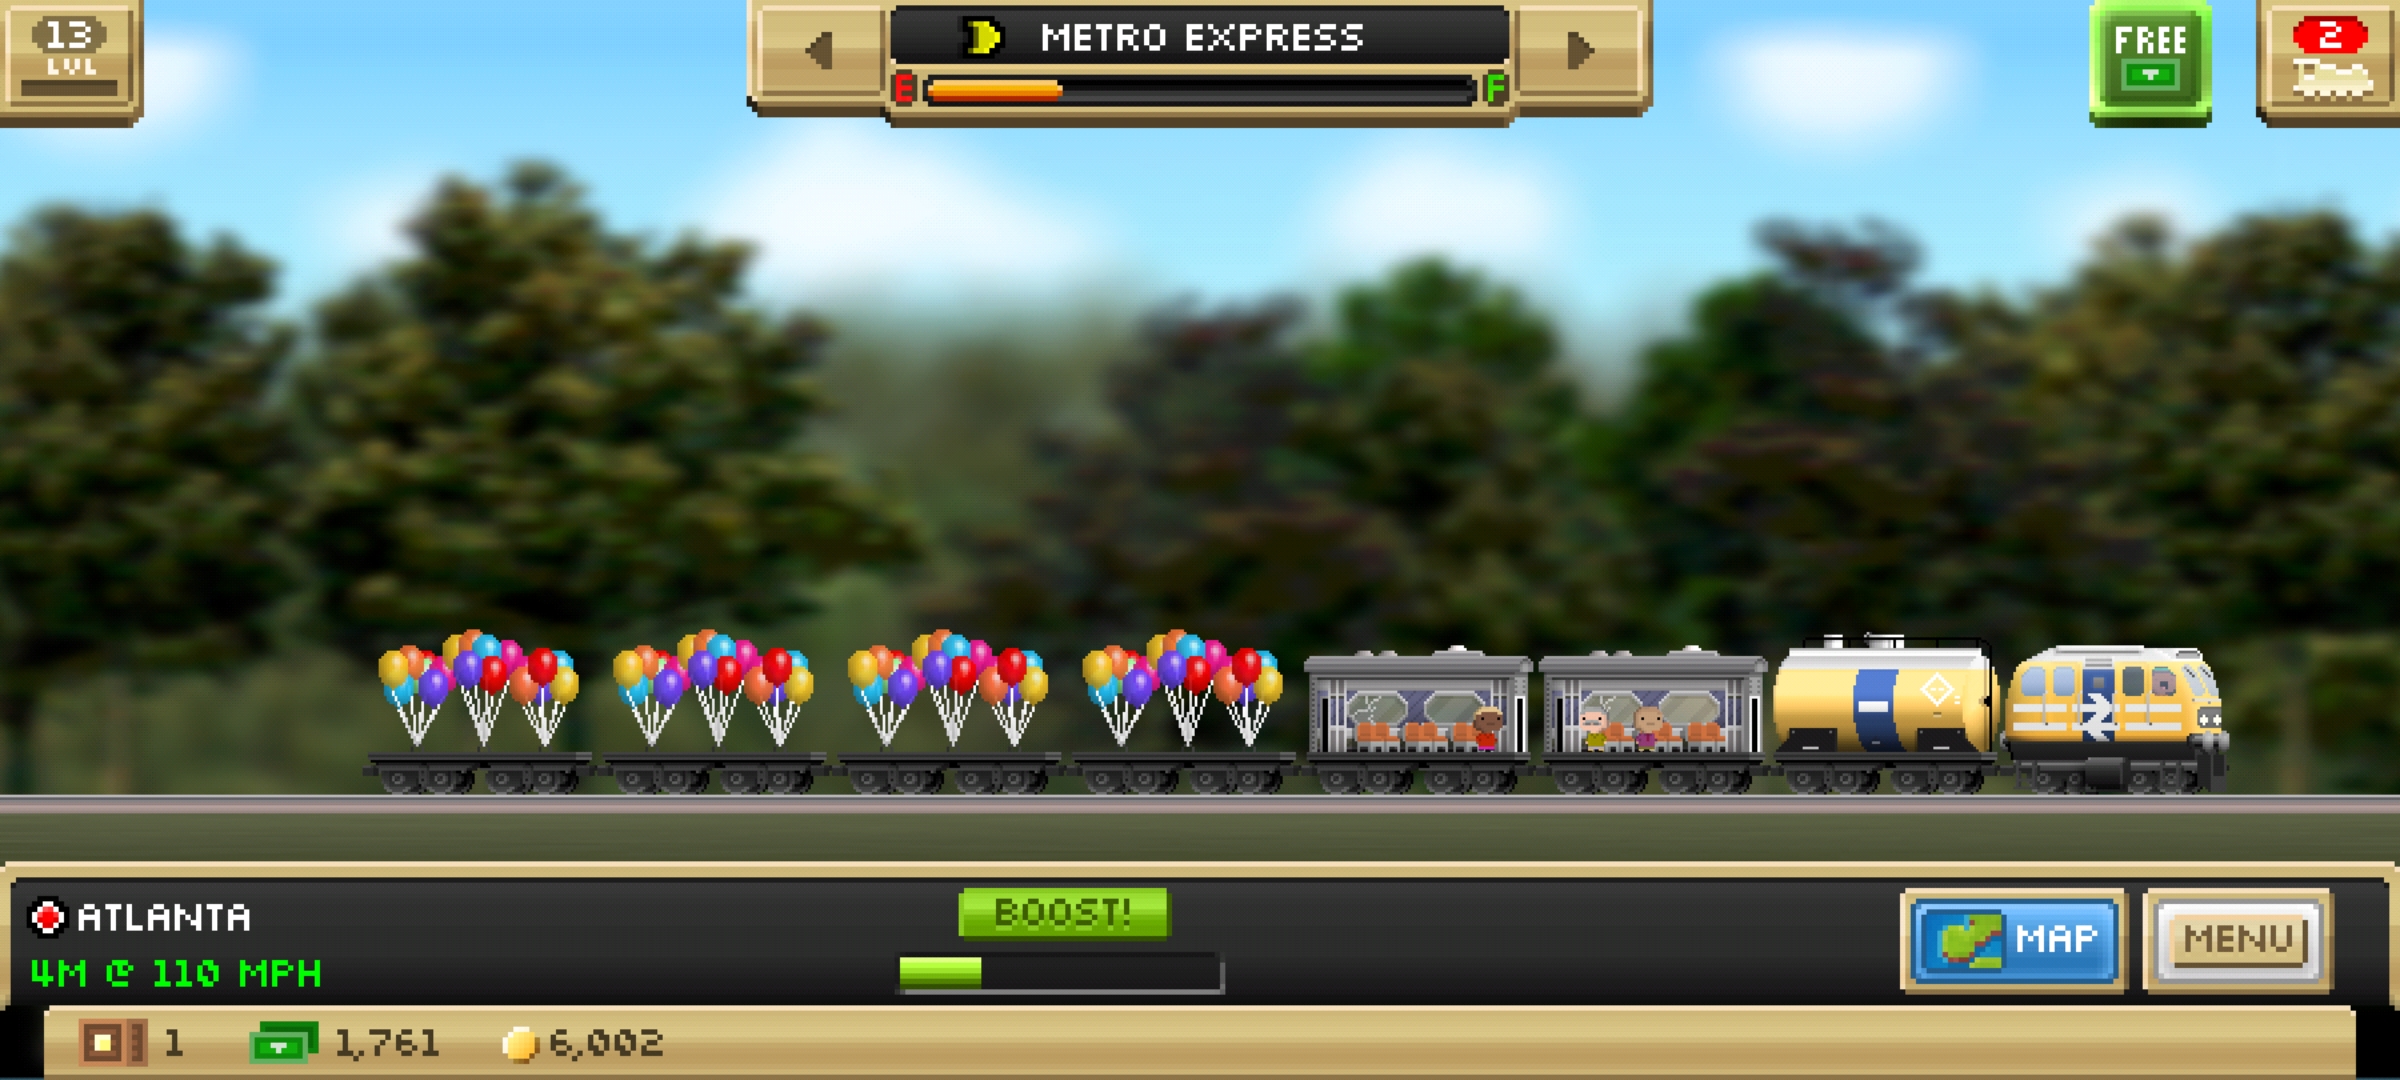 13
LVL
METRO EXPRESS
E
F
FREE
2
ATLANTA
4M @ 110 MPH
BOOST!
MAP
MENU
1
1,761
6,002